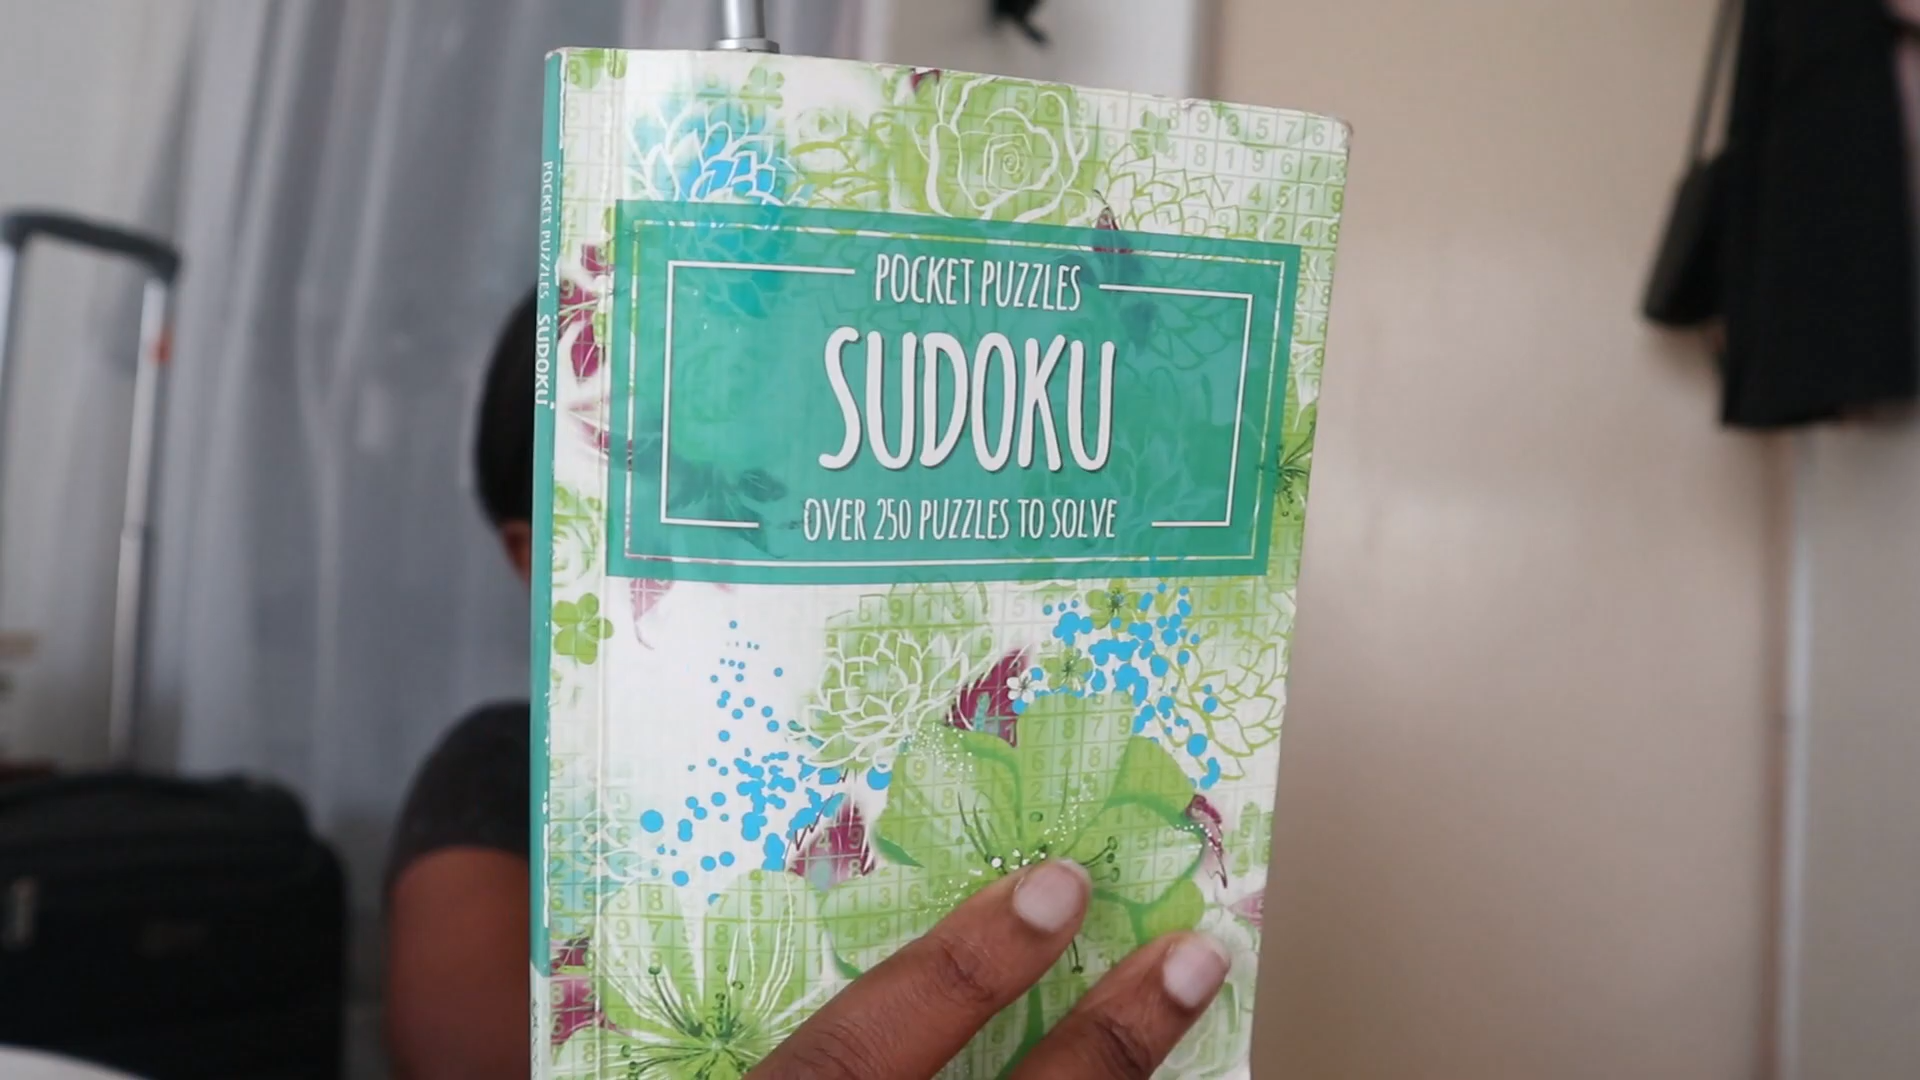 POCKET PUZZLES
SUDOKU
OVER 250 PUZZLES TO SOLVE
POCKET PUZZLES SUDOKU